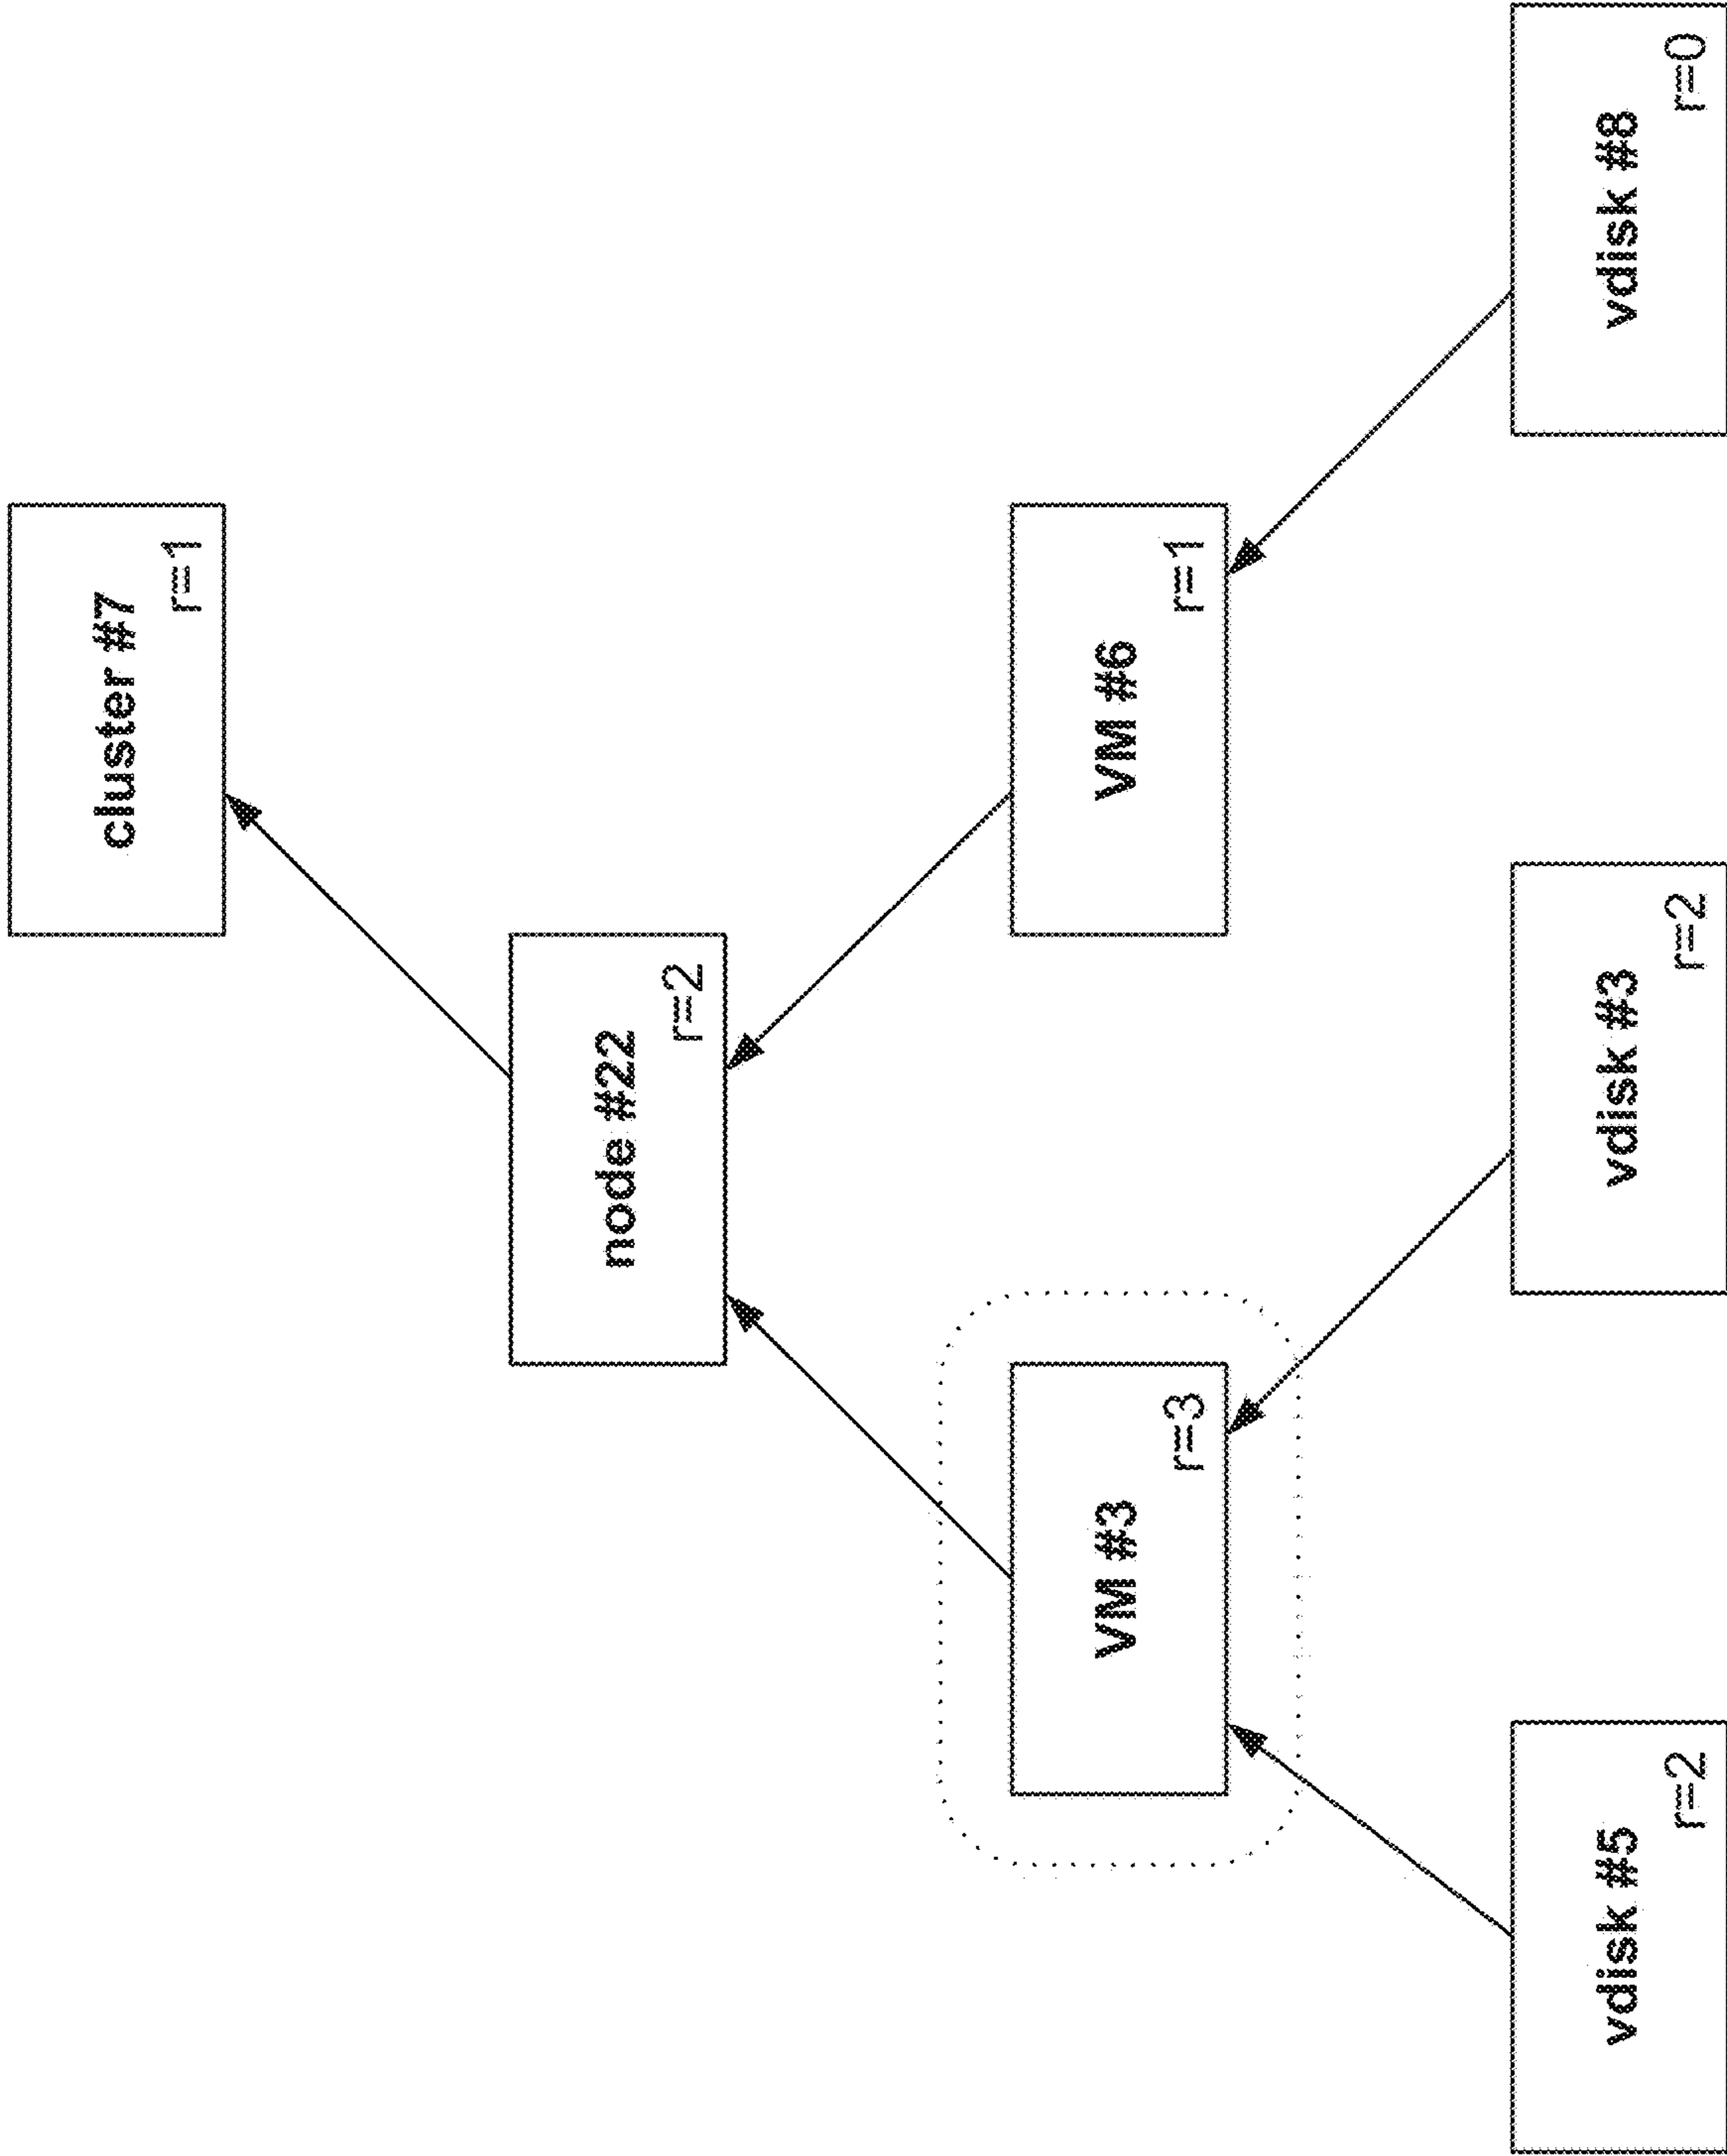 cluster #7
r=1
node #22
r=2
VM #3
r=3
VM #6
r=1
vdisk #5
r=2
vdisk #3
r=2
vdisk #8
r=0